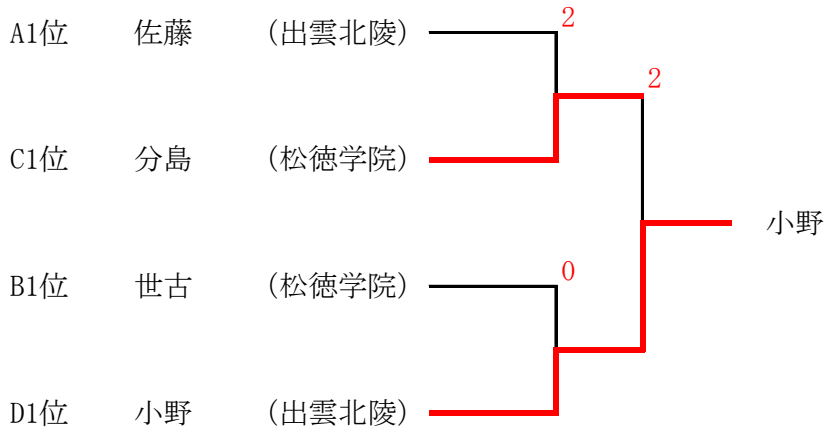 A1位 佐藤 (出雲北陵) 2
2
C1位 分島 (松徳学院)
小野
B1位 世古 (松徳学院) 0
D1位 小野 (出雲北陵)